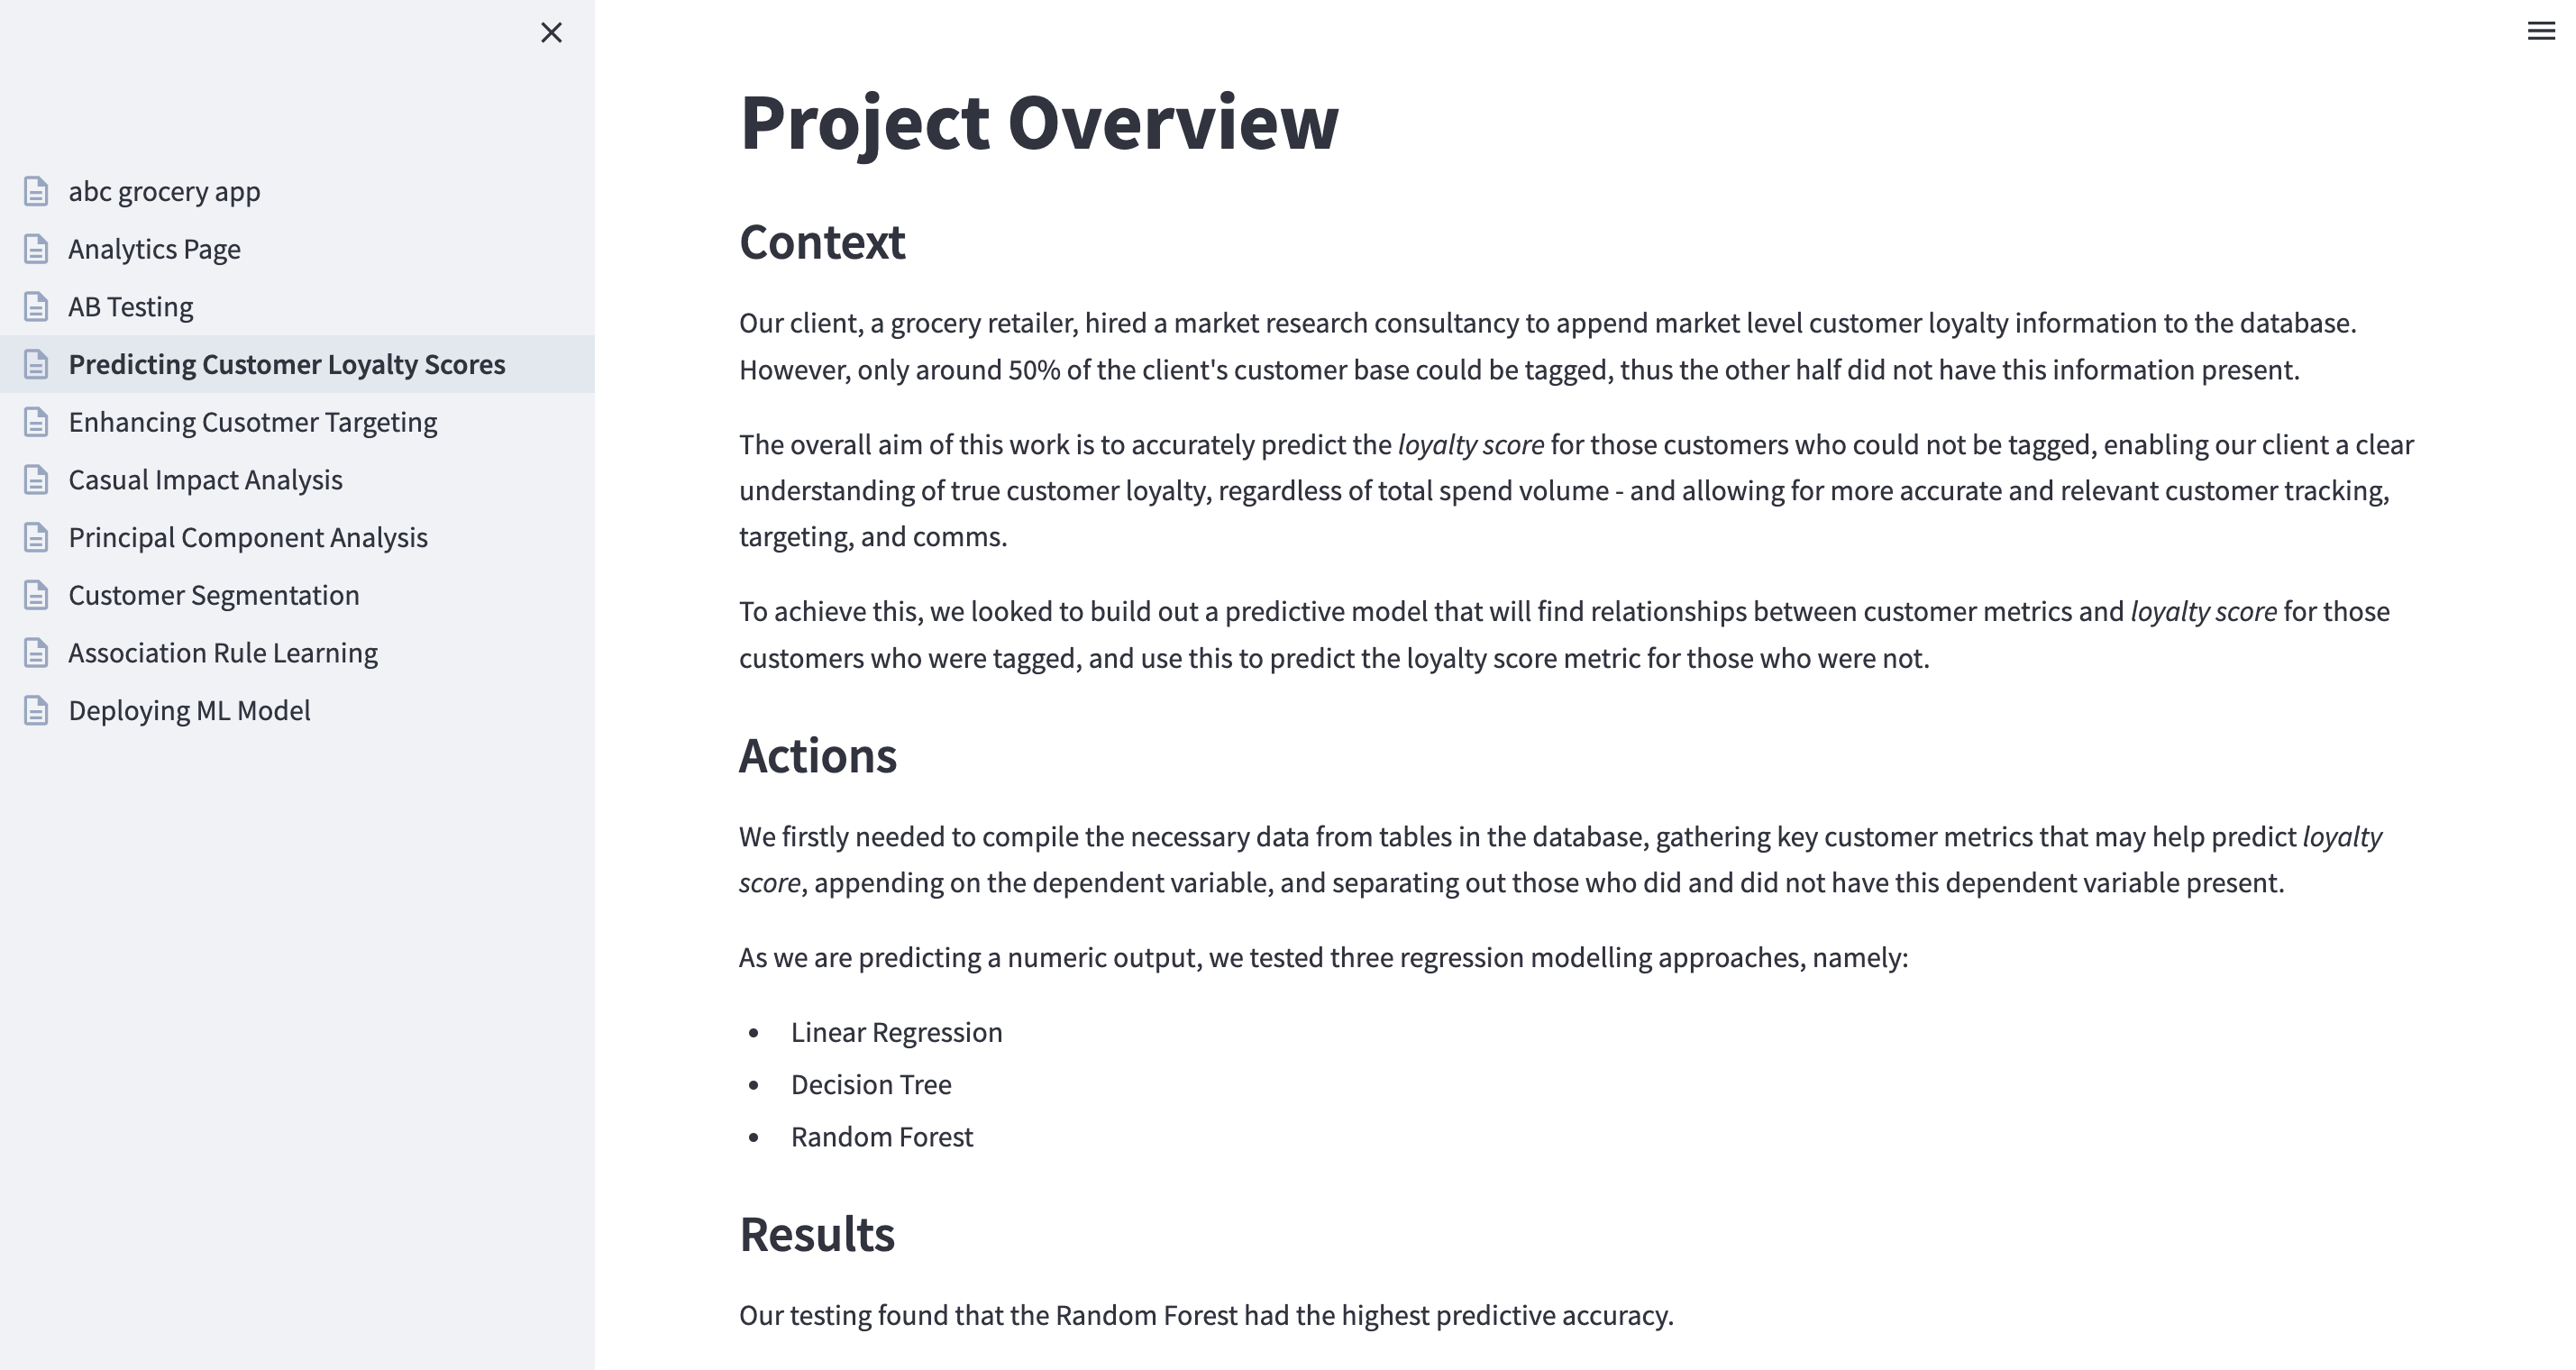 abc grocery app
Analytics Page
AB Testing
Predicting Customer Loyalty Scores
Enhancing Cusotmer Targeting
Casual Impact Analysis
Principal Component Analysis
Customer Segmentation
Association Rule Learning
Deploying ML Model
Project Overview
Context
Our client, a grocery retailer, hired a market research consultancy to append market level customer loyalty information to the database.
However, only around 50% of the client's customer base could be tagged, thus the other half did not have this information present.
The overall aim of this work is to accurately predict the loyalty score for those customers who could not be tagged, enabling our client a clear
understanding of true customer loyalty, regardless of total spend volume - and allowing for more accurate and relevant customer tracking,
targeting, and comms.
To achieve this, we looked to build out a predictive model that will find relationships between customer metrics and loyalty score for those
customers who were tagged, and use this to predict the loyalty score metric for those who were not.
Actions
We firstly needed to compile the necessary data from tables in the database, gathering key customer metrics that may help predict loyalty
score, appending on the dependent variable, and separating out those who did and did not have this dependent variable present.
As we are predicting a numeric output, we tested three regression modelling approaches, namely:
• Linear Regression
• Decision Tree
• Random Forest
Results
Our testing found that the Random Forest had the highest predictive accuracy.